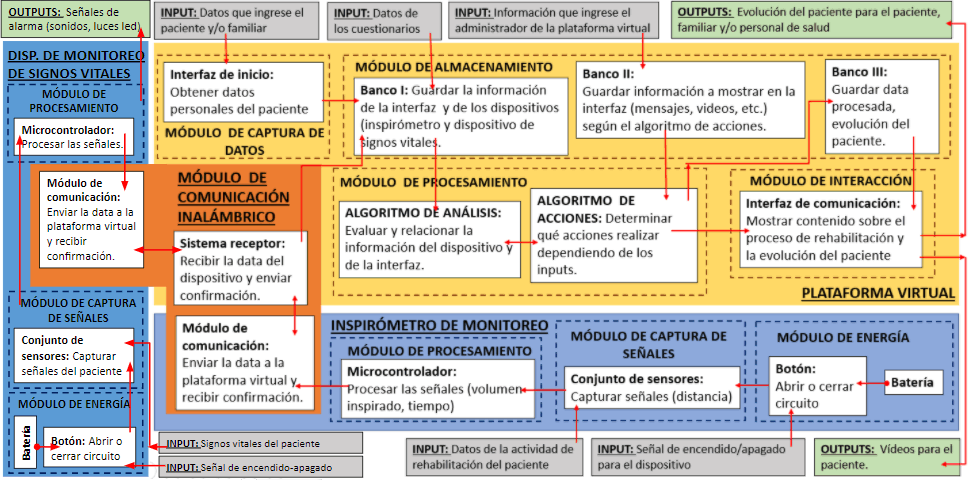 OUTPUTS: Señales de
alarma (sonidos, luces led)
INPUT: Datos que ingrese el
paciente y/o familiar
INPUT: Datos de
los cuestionarios
INPUT: Información que ingrese el
administrador de la plataforma virtual
OUTPUTS: Evolución del paciente para el paciente,
familiar y/o personal de salud
DISP. DE MONITOREO
DE SIGNOS VITALES
MÓDULO DE
PROCESAMIENTO
Microcontrolador:
Procesar las señales.
Interfaz de inicio:
Obtener datos
personales del paciente
MÓDULO DE CAPTURA DE
DATOS
MÓDULO DE ALMACENAMIENTO
Banco I: Guardar la información
de la interfaz y de los dispositivos
(inspirómetro y dispositivo de
signos vitales.
Banco II:
Guardar información a mostrar en la
interfaz (mensajes, videos, etc.)
según el algoritmo de acciones.
Banco III:
Guardar data
procesada,
evolución del
paciente.
Módulo de
comunicación:
Enviar la data a la
plataforma virtual
y recibir
confirmación.
MÓDULO DE
COMUNICACIÓN
INALÁMBRICO
Sistema receptor:
Recibir la data del
dispositivo y enviar
confirmación.
MÓDULO DE PROCESAMIENTO
ALGORITMO DE ANÁLISIS:
Evaluar y relacionar la
información del dispositivo y
de la interfaz.
ALGORITMO DE
ACCIONES: Determinar
qué acciones realizar
dependiendo de los
inputs.
MÓDULO DE INTERACCIÓN
Interfaz de comunicación:
Mostrar contenido sobre el
proceso de rehabilitación y
la evolución del paciente
PLATAFORMA VIRTUAL
MÓDULO DE CAPTURA
DE SEÑALES
Conjunto de
sensores: Capturar
señales del paciente
MÓDULO DE ENERGÍA
Batería
Botón: Abrir o
cerrar circuito
Módulo de
comunicación:
Enviar la data a la
plataforma virtual y
recibir confirmación.
INSPIRÓMETRO DE MONITOREO
MÓDULO DE PROCESAMIENTO
Microcontrolador:
Procesar las señales (volumen
inspirado, tiempo)
MÓDULO DE CAPTURA DE
SEÑALES
Conjunto de sensores:
Capturar señales (distancia)
MÓDULO DE ENERGÍA
Botón:
Abrir o cerrar
circuito
Batería
INPUT: Signos vitales del paciente
INPUT: Señal de encendido-apagado
INPUT: Datos de la actividad de
rehabilitación del paciente
INPUT: Señal de encendido/apagado
para el dispositivo
OUTPUTS: Vídeos para el
paciente.